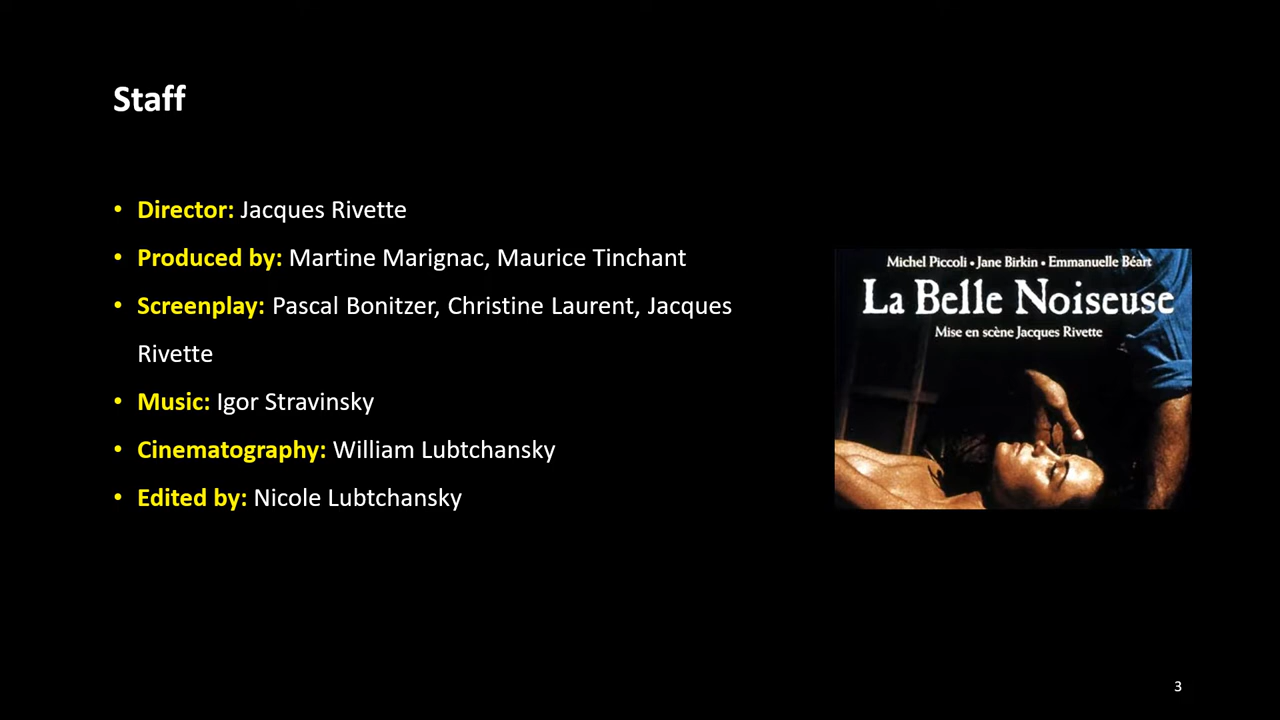 Staff
• Director: Jacques Rivette
• Produced by: Martine Marignac, Maurice Tinchant
• Screenplay: Pascal Bonitzer, Christine Laurent, Jacques
Rivette
• Music: Igor Stravinsky
• Cinematography: William Lubtchansky
• Edited by: Nicole Lubtchansky
Michel Piccoli • Jane Birkin • Emmanuelle Béart
La Belle Noiseuse
Mise en scène Jacques Rivette
3